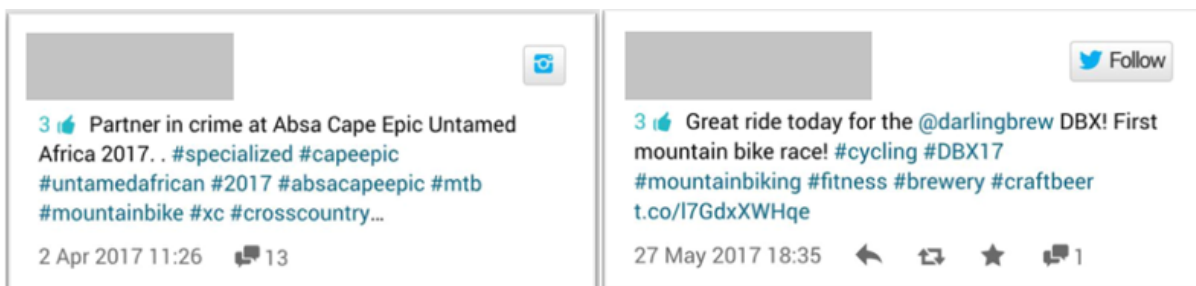 3 Partner in crime at Absa Cape Epic Untamed
Africa 2017. . #specialized #capeepic
#untamedafrican #2017 #absacapeepic #mtb
#mountainbike #xc #crosscountry…
2 Apr 2017 11:26 13
Follow
3 Great ride today for the @darlingbrew DBX! First
mountain bike race! #cycling #DBX17
#mountainbiking #fitness #brewery #craftbeer
t.co/l7GdxXWHqe
27 May 2017 18:35 1